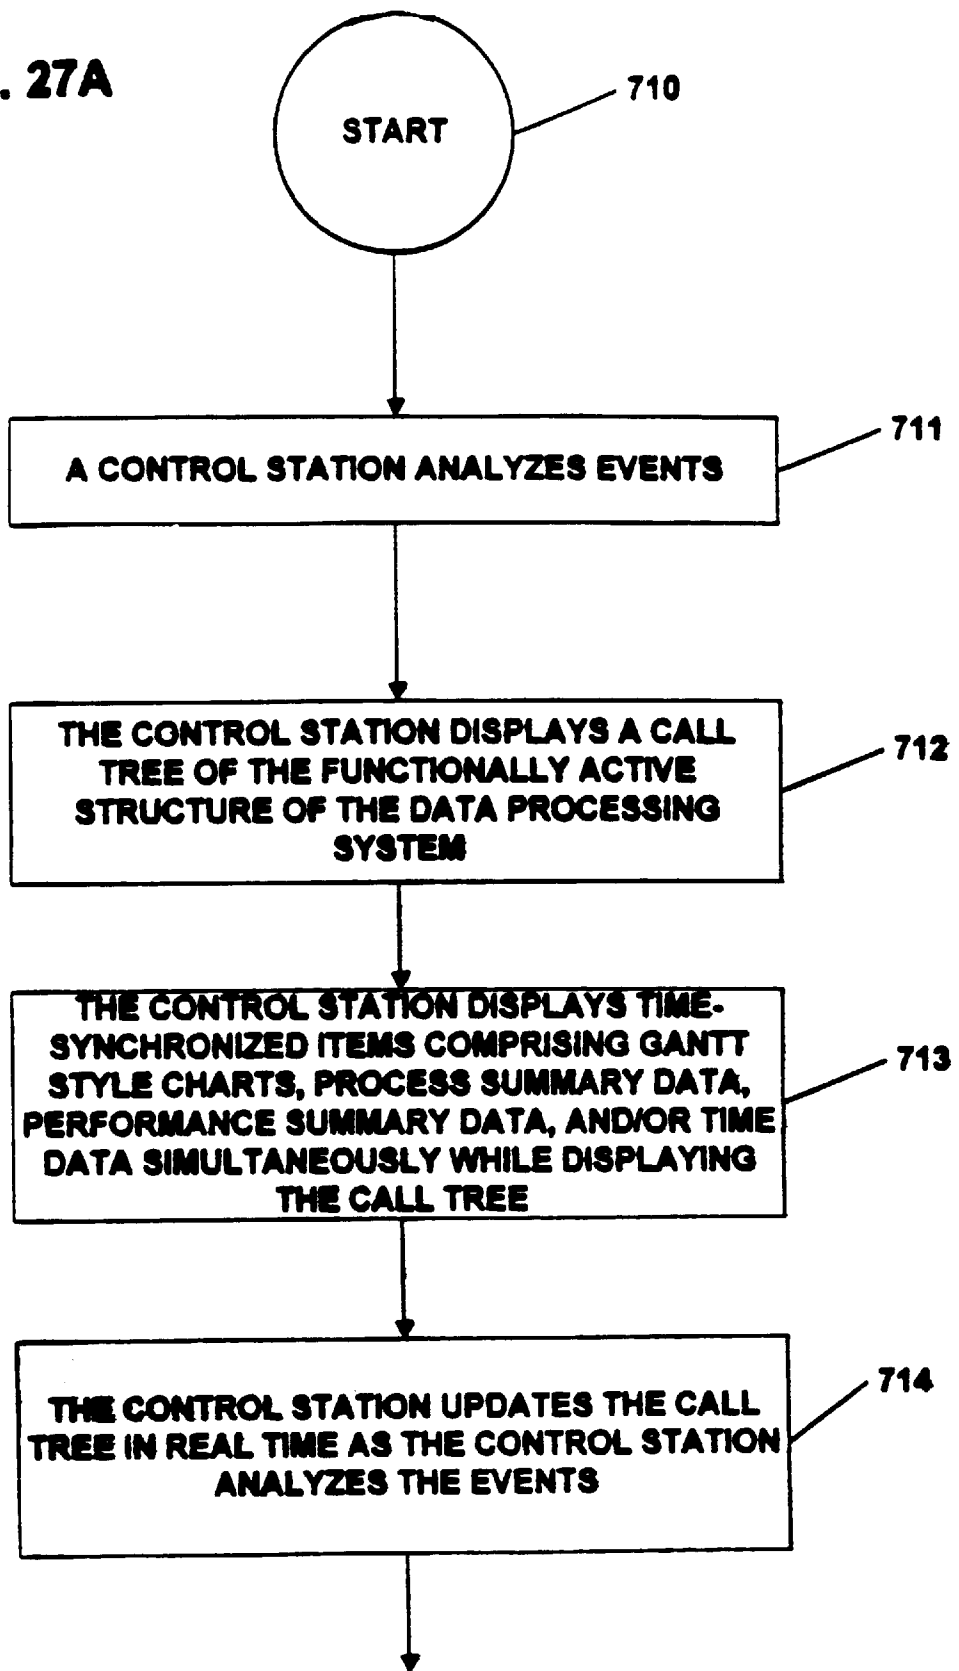 . 27A
START
710
A CONTROL STATION ANALYZES EVENTS
711
THE CONTROL STATION DISPLAYS A CALL
TREE OF THE FUNCTIONALLY ACTIVE
STRUCTURE OF THE DATA PROCESSING
SYSTEM
712
THE CONTROL STATION DISPLAYS TIME-
SYNCHRONIZED ITEMS COMPRISING GANTT
STYLE CHARTS, PROCESS SUMMARY DATA,
PERFORMANCE SUMMARY DATA, AND/OR TIME
DATA SIMULTANEOUSLY WHILE DISPLAYING
THE CALL TREE
713
THE CONTROL STATION UPDATES THE CALL
TREE IN REAL TIME AS THE CONTROL STATION
ANALYZES THE EVENTS
714